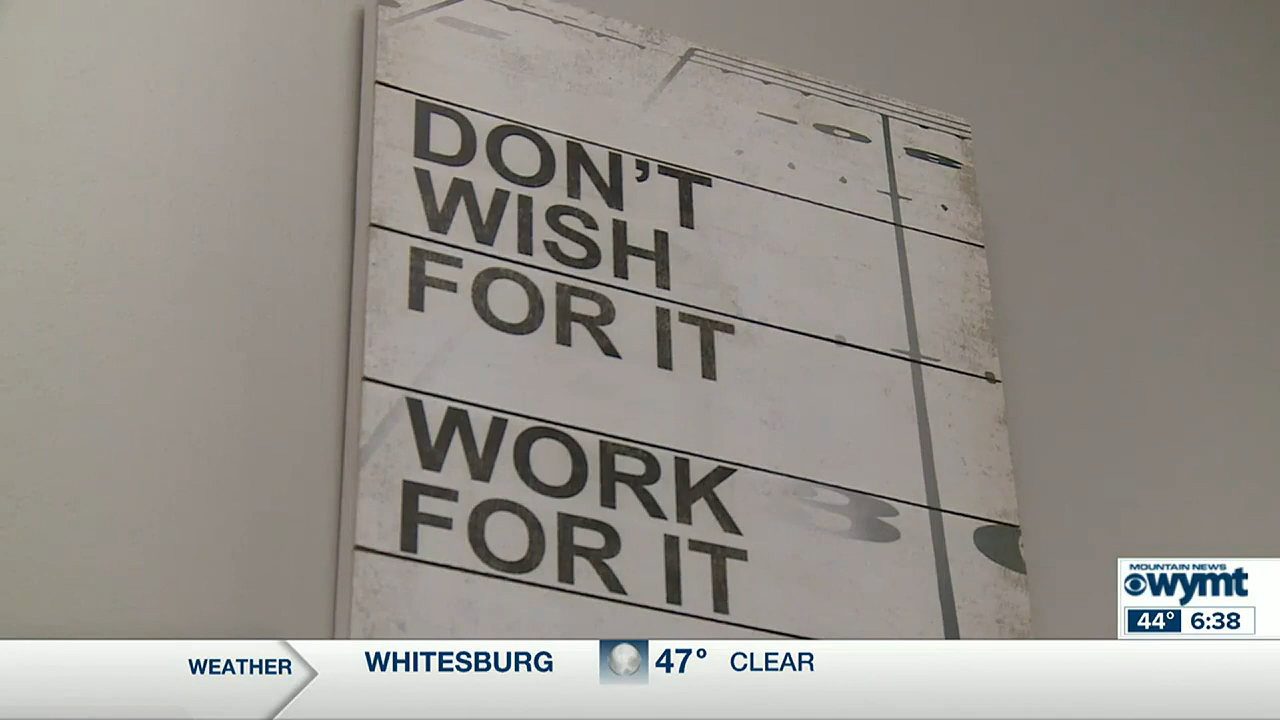 DON'T
WISH
FOR IT
WORK
FOR IT
MOUNTAIN NEWS
wymt
44° 6:38
WEATHER WHITESBURG 47° CLEAR